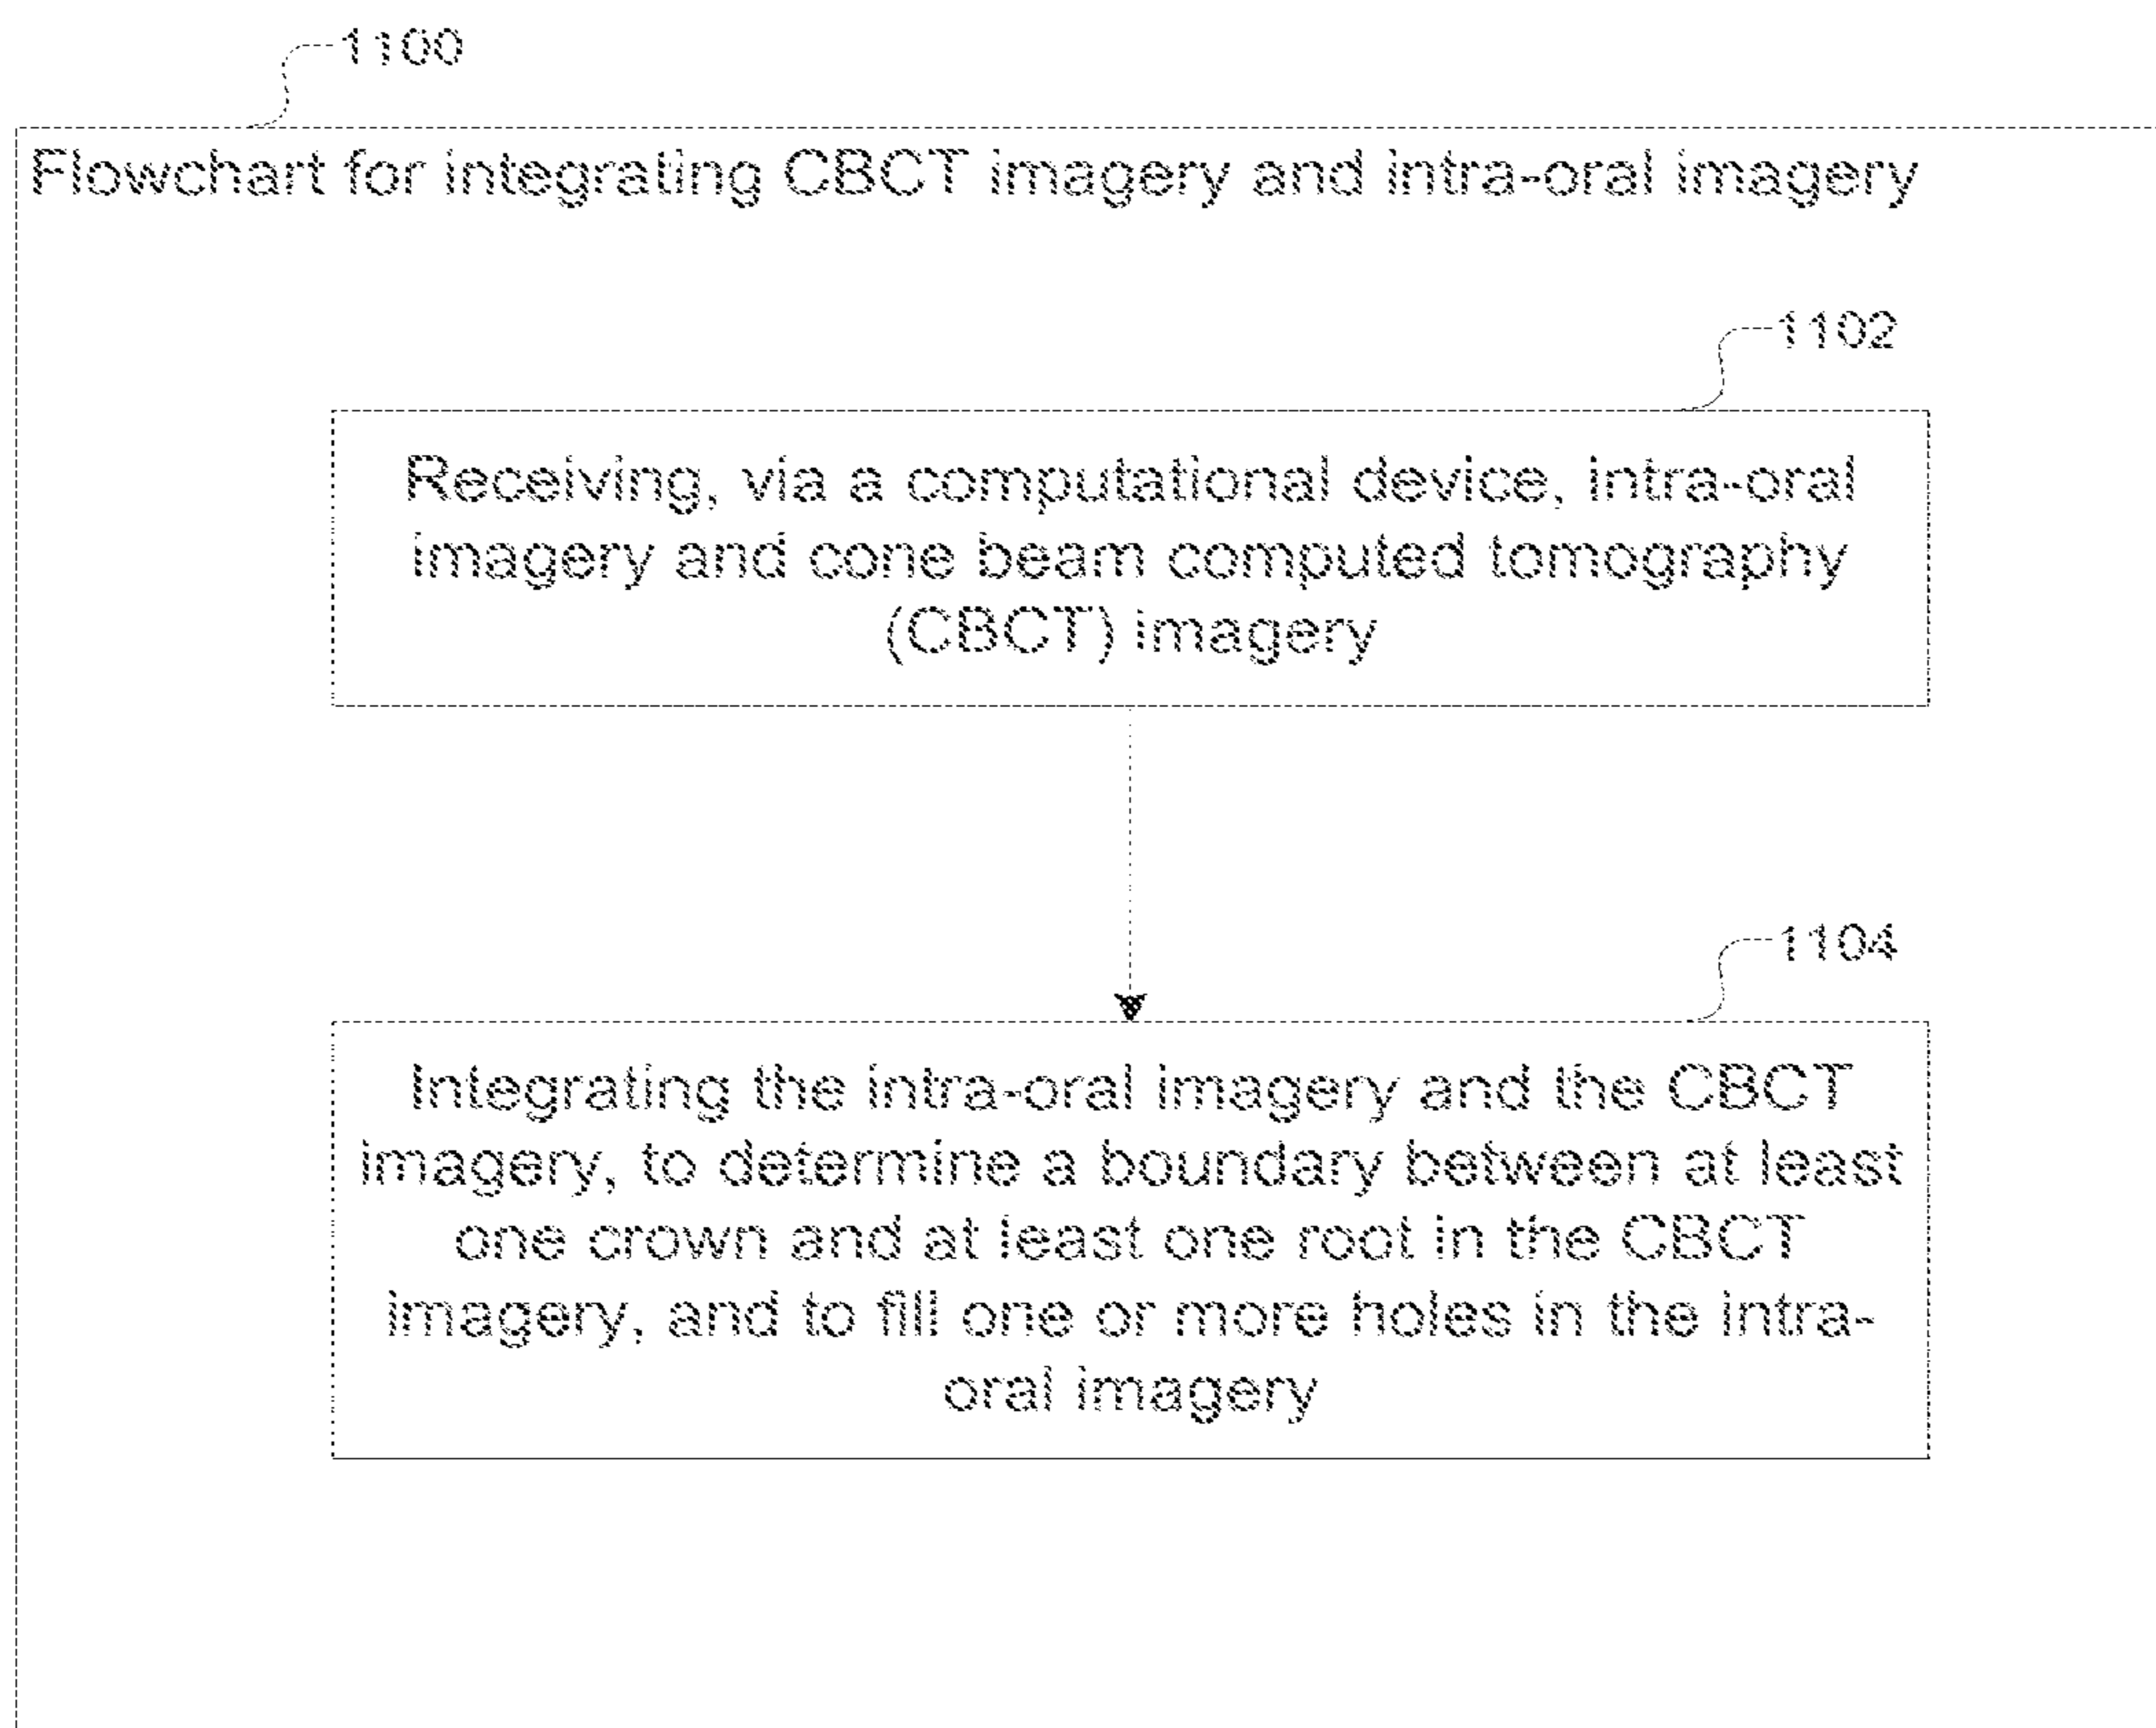 1100
Flowchart for integrating CBCT imagery and intra-oral imagery
1102
Receiving, via a computational device, intra-oral
imagery and cone beam computed tomography
(CBCT) imagery
1104
Integrating the intra-oral imagery and the CBCT
imagery, to determine a boundary between at least
one crown and at least one root in the CBCT
imagery, and to fill one or more holes in the intra-
oral imagery